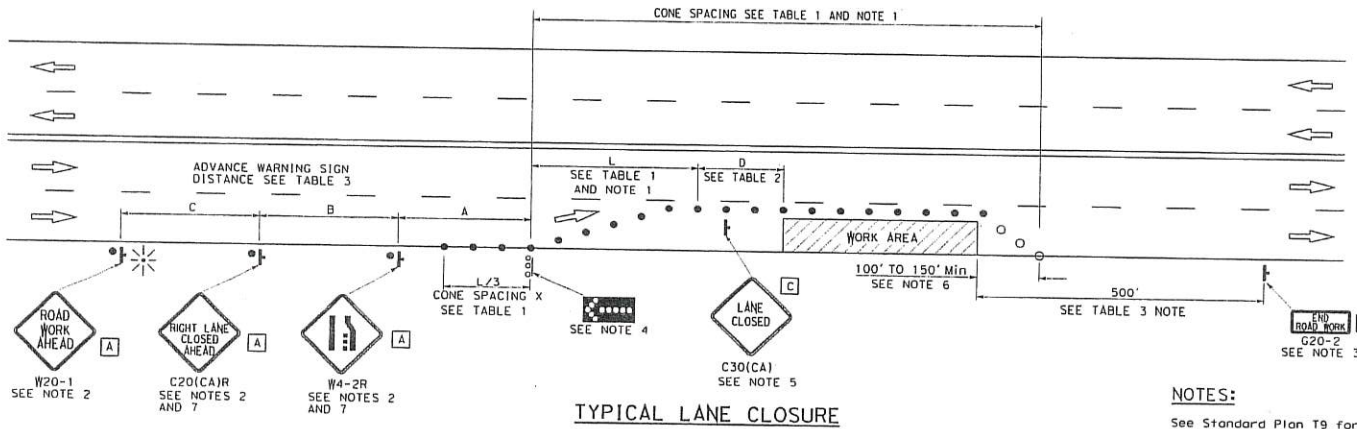 CONE SPACING SEE TABLE 1 AND NOTE 1
ADVANCE WARNING SIGN
DISTANCE SEE TABLE 3
C
B
A
L
SEE TABLE 1
AND NOTE 1
D
SEE TABLE 2
WORK AREA
L/3
CONE SPACING X
SEE TABLE 1
SEE NOTE 4
100' TO 150' Min
SEE NOTE 6
500'
SEE TABLE 3 NOTE
ROAD
WORK
AHEAD
A
W20-1
SEE NOTE 2
RIGHT LANE
CLOSED
AHEAD
A
C20(CA)R
SEE NOTES 2
AND 7
A
W4-2R
SEE NOTES 2
AND 7
LANE
CLOSED
C
C30(CA)
SEE NOTE 5
END
ROAD WORK
G20-2
SEE NOTE 3
TYPICAL LANE CLOSURE
NOTES:
See Standard Plan T9 for